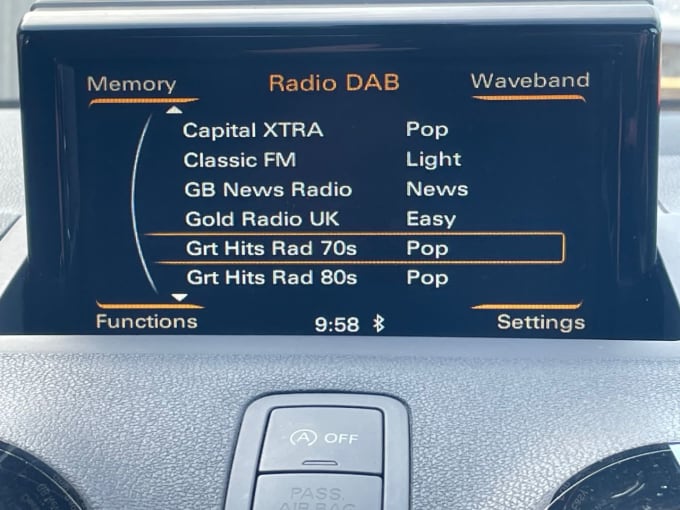 Memory Radio DAB Waveband
Capital XTRA Pop
Classic FM Light
GB News Radio News
Gold Radio UK Easy
Grt Hits Rad 70s Pop
Grt Hits Rad 80s Pop
Functions 9:58 Settings
A OFF
PASS.
AIR BAG